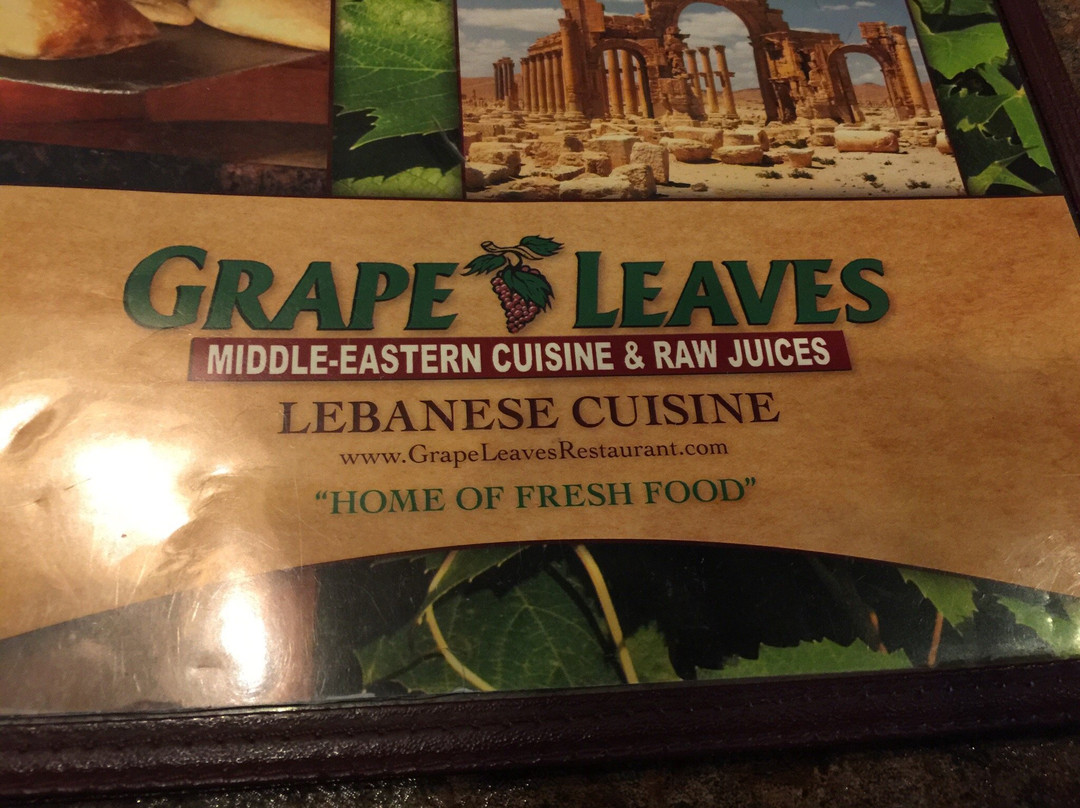 GRAPE LEAVES
MIDDLE-EASTERN CUISINE & RAW JUICES
LEBANESE CUISINE
www.GrapeLeavesRestaurant.com
“HOME OF FRESH FOOD”